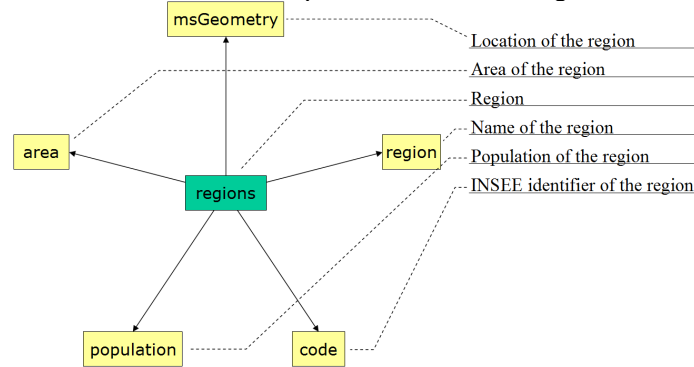 msGeometry
Location of the region
Area of the region
Region
Name of the region
Population of the region
INSEE identifier of the region
area
region
regions
population
code